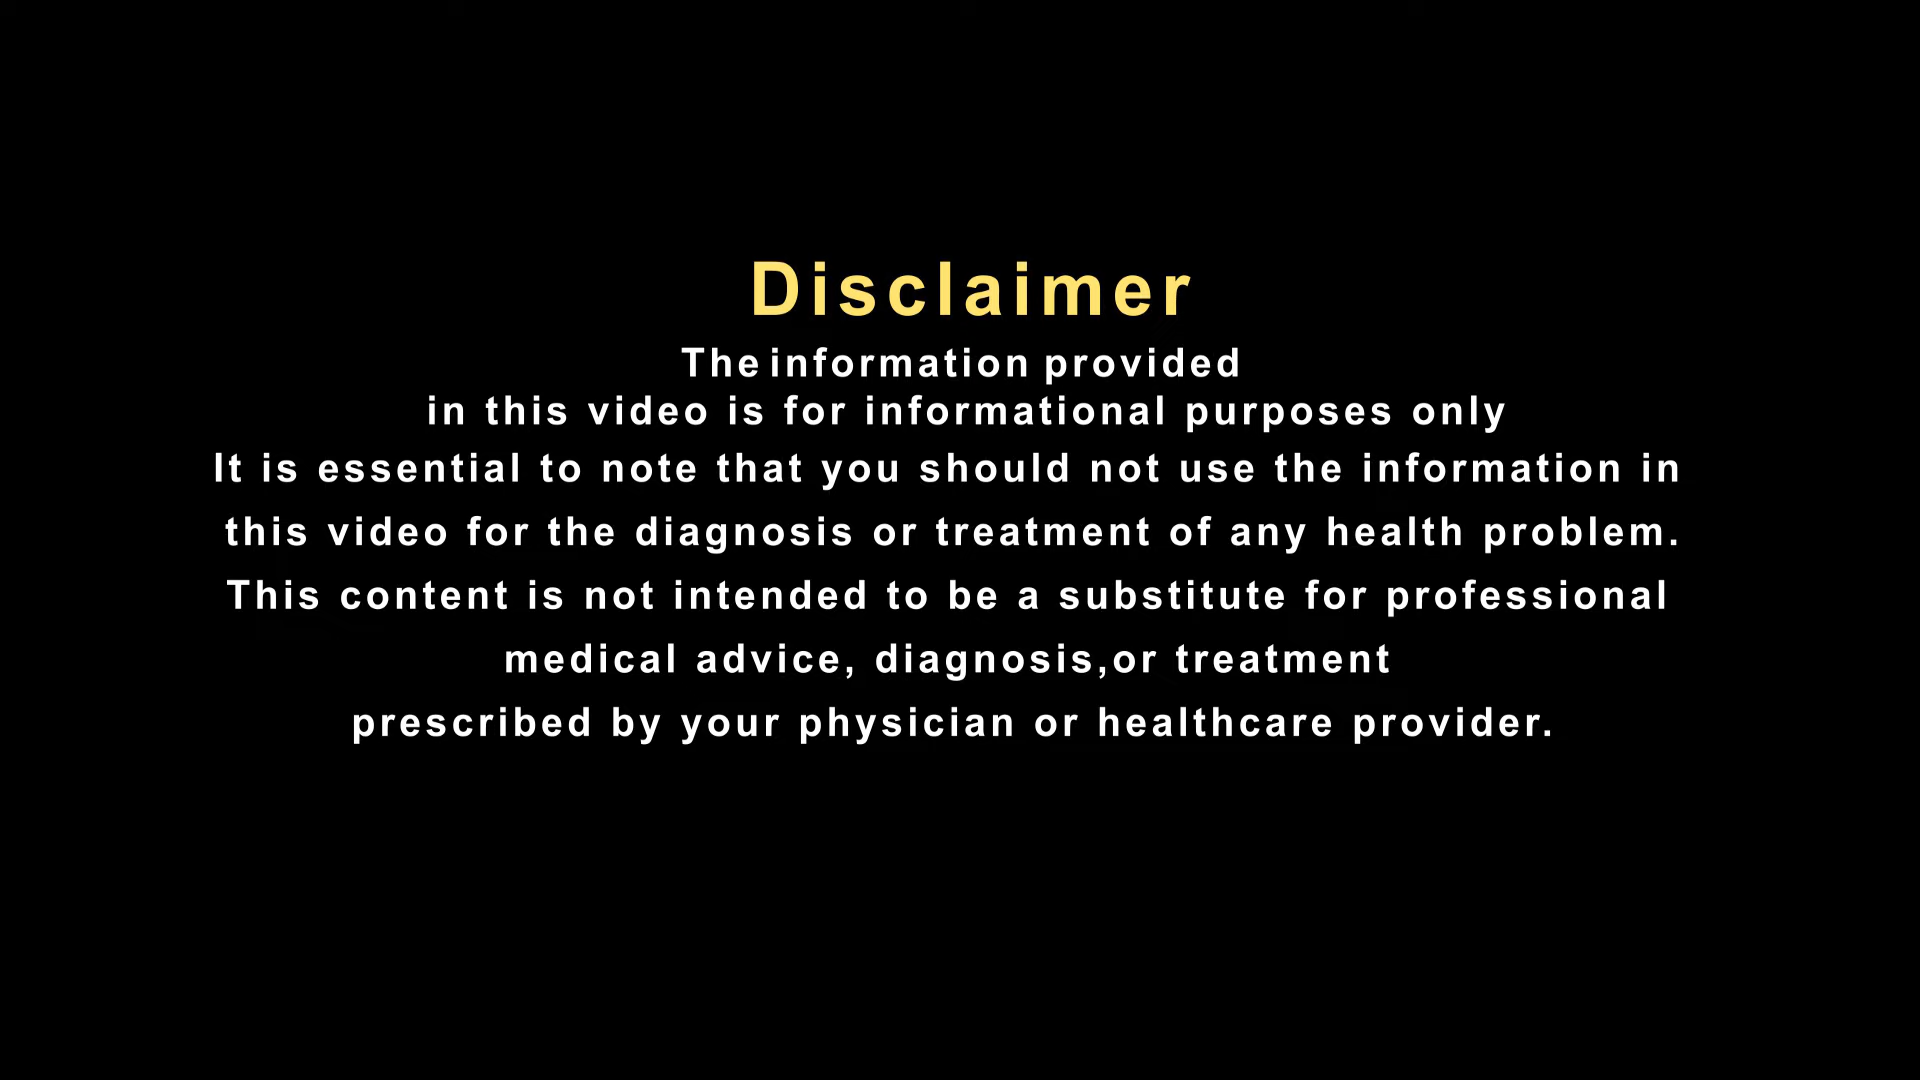 Disclaimer
The information provided
in this video is for informational purposes only
It is essential to note that you should not use the information in
this video for the diagnosis or treatment of any health problem.
This content is not intended to be a substitute for professional
medical advice, diagnosis,or treatment
prescribed by your physician or healthcare provider.